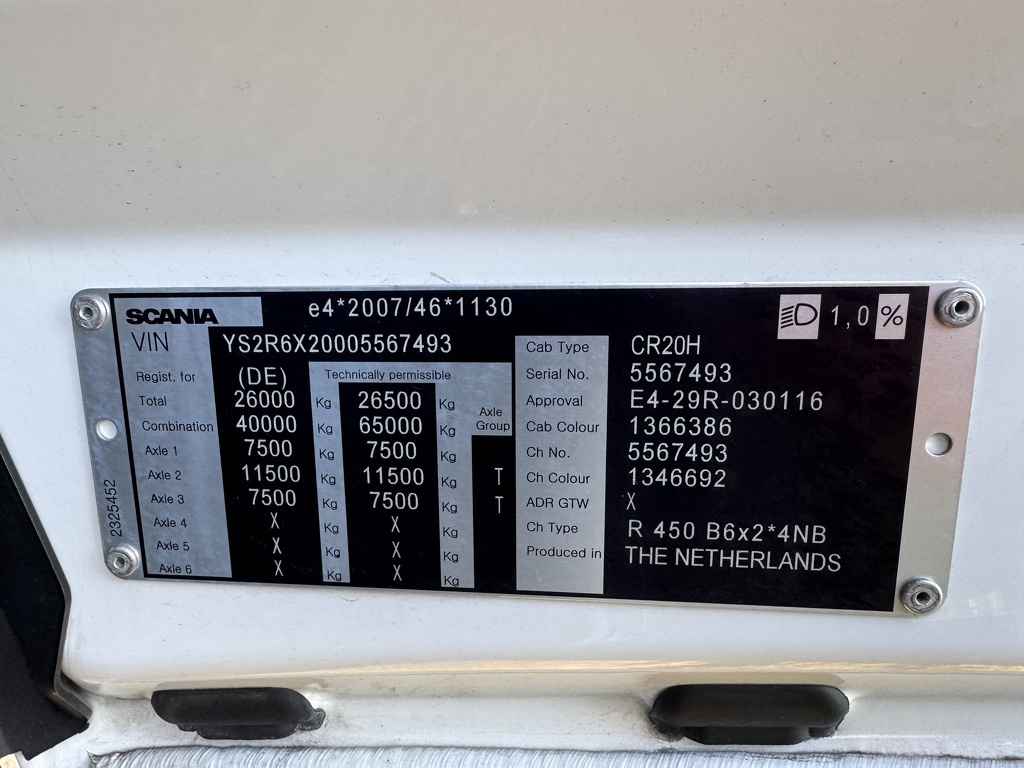 SCANIA e4*2007/46*1130 1,0 %
VIN YS2R6X20005567493
Regist. for (DE) Technically permissible
Total 26000 Kg 26500 Kg Axle Group
Combination 40000 Kg 65000 Kg
Axle 1 7500 Kg 7500 Kg
Axle 2 11500 Kg 11500 Kg T
Axle 3 7500 Kg 7500 Kg T
Axle 4 X Kg X Kg
Axle 5 X Kg X Kg
Axle 6 X Kg X Kg
2325452
Cab Type CR20H
Serial No. 5567493
Approval E4-29R-030116
Cab Colour 1366386
Ch No. 5567493
Ch Colour 1346692
ADR GTW X
Ch Type R 450 B6x2*4NB
Produced in THE NETHERLANDS